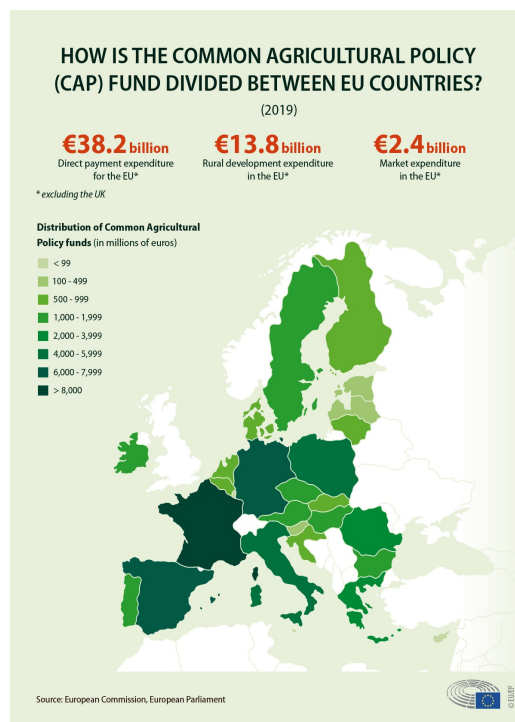 HOW IS THE COMMON AGRICULTURAL POLICY
(CAP) FUND DIVIDED BETWEEN EU COUNTRIES?
(2019)
€38.2 billion
Direct payment expenditure
for the EU*
€13.8 billion
Rural development expenditure
in the EU*
€2.4 billion
Market expenditure
in the EU*
* excluding the UK
Distribution of Common Agricultural
Policy funds (in millions of euros)
< 99
100 - 499
500 - 999
1,000 - 1,999
2,000 - 3,999
4,000 - 5,999
6,000 - 7,999
> 8,000
Source: European Commission, European Parliament
© EU/EP